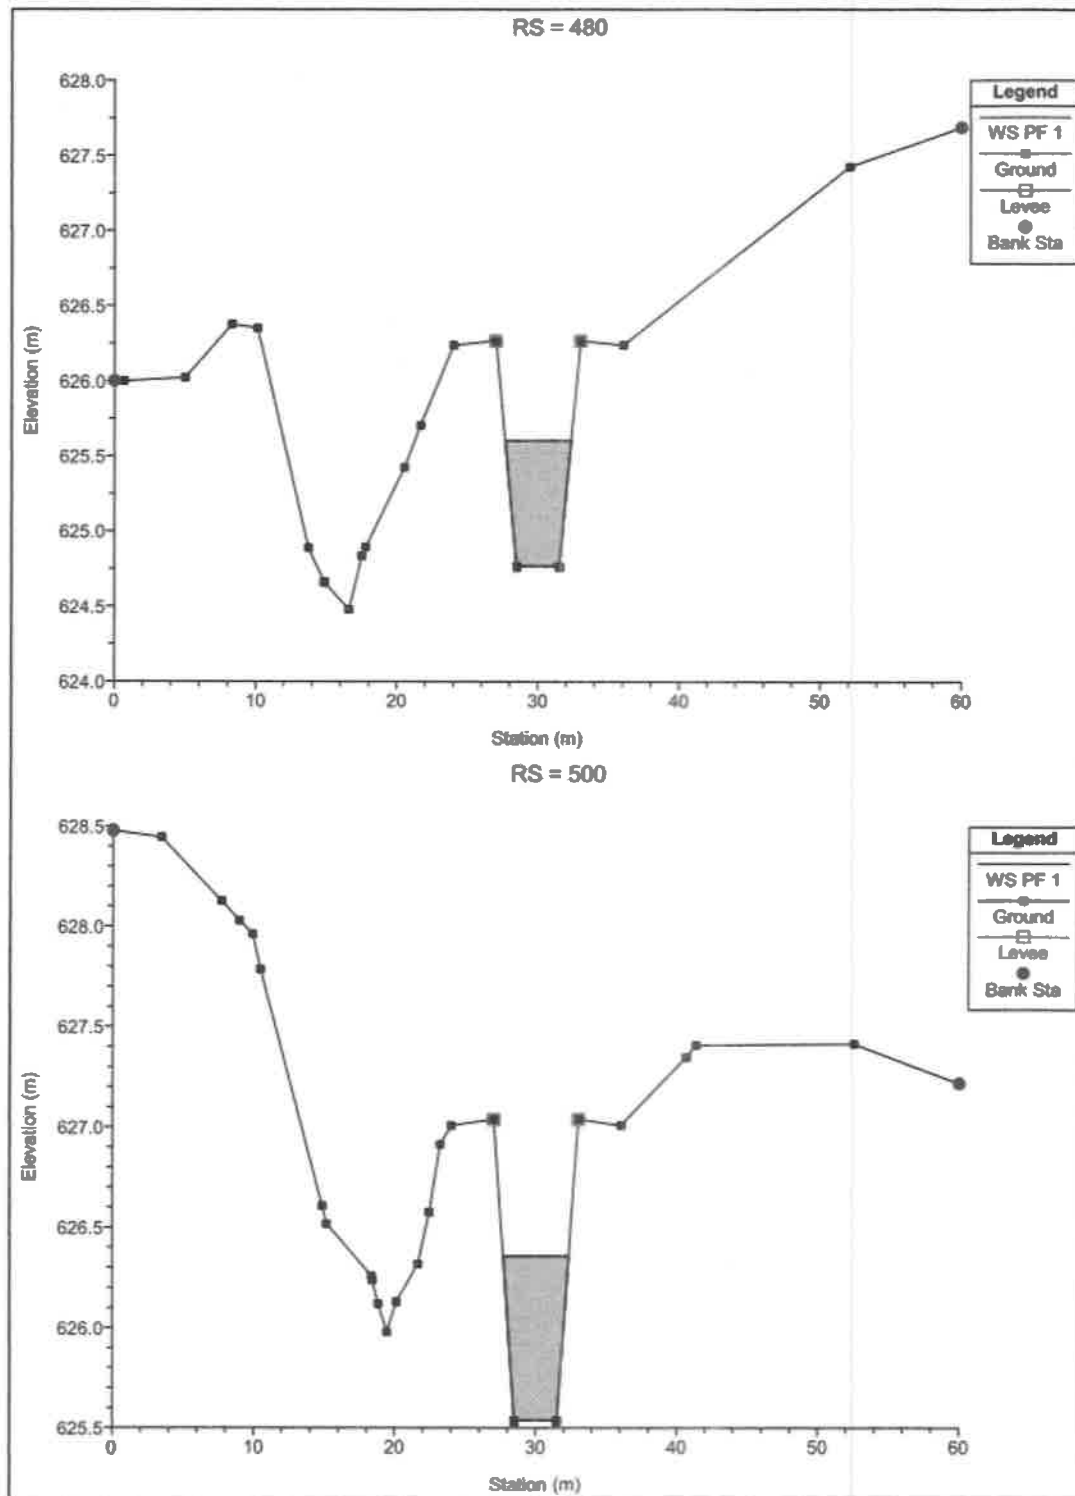 RS = 480
Legend
WS PF 1
Ground
Levee
Bank Sta
628.0
627.5
627.0
626.5
626.0
625.5
625.0
624.5
624.0
Elevation (m)
0 10 20 30 40 50 60
Station (m)
RS = 500
Legend
WS PF 1
Ground
Levee
Bank Sta
628.5
628.0
627.5
627.0
626.5
626.0
625.5
Elevation (m)
0 10 20 30 40 50 60
Station (m)